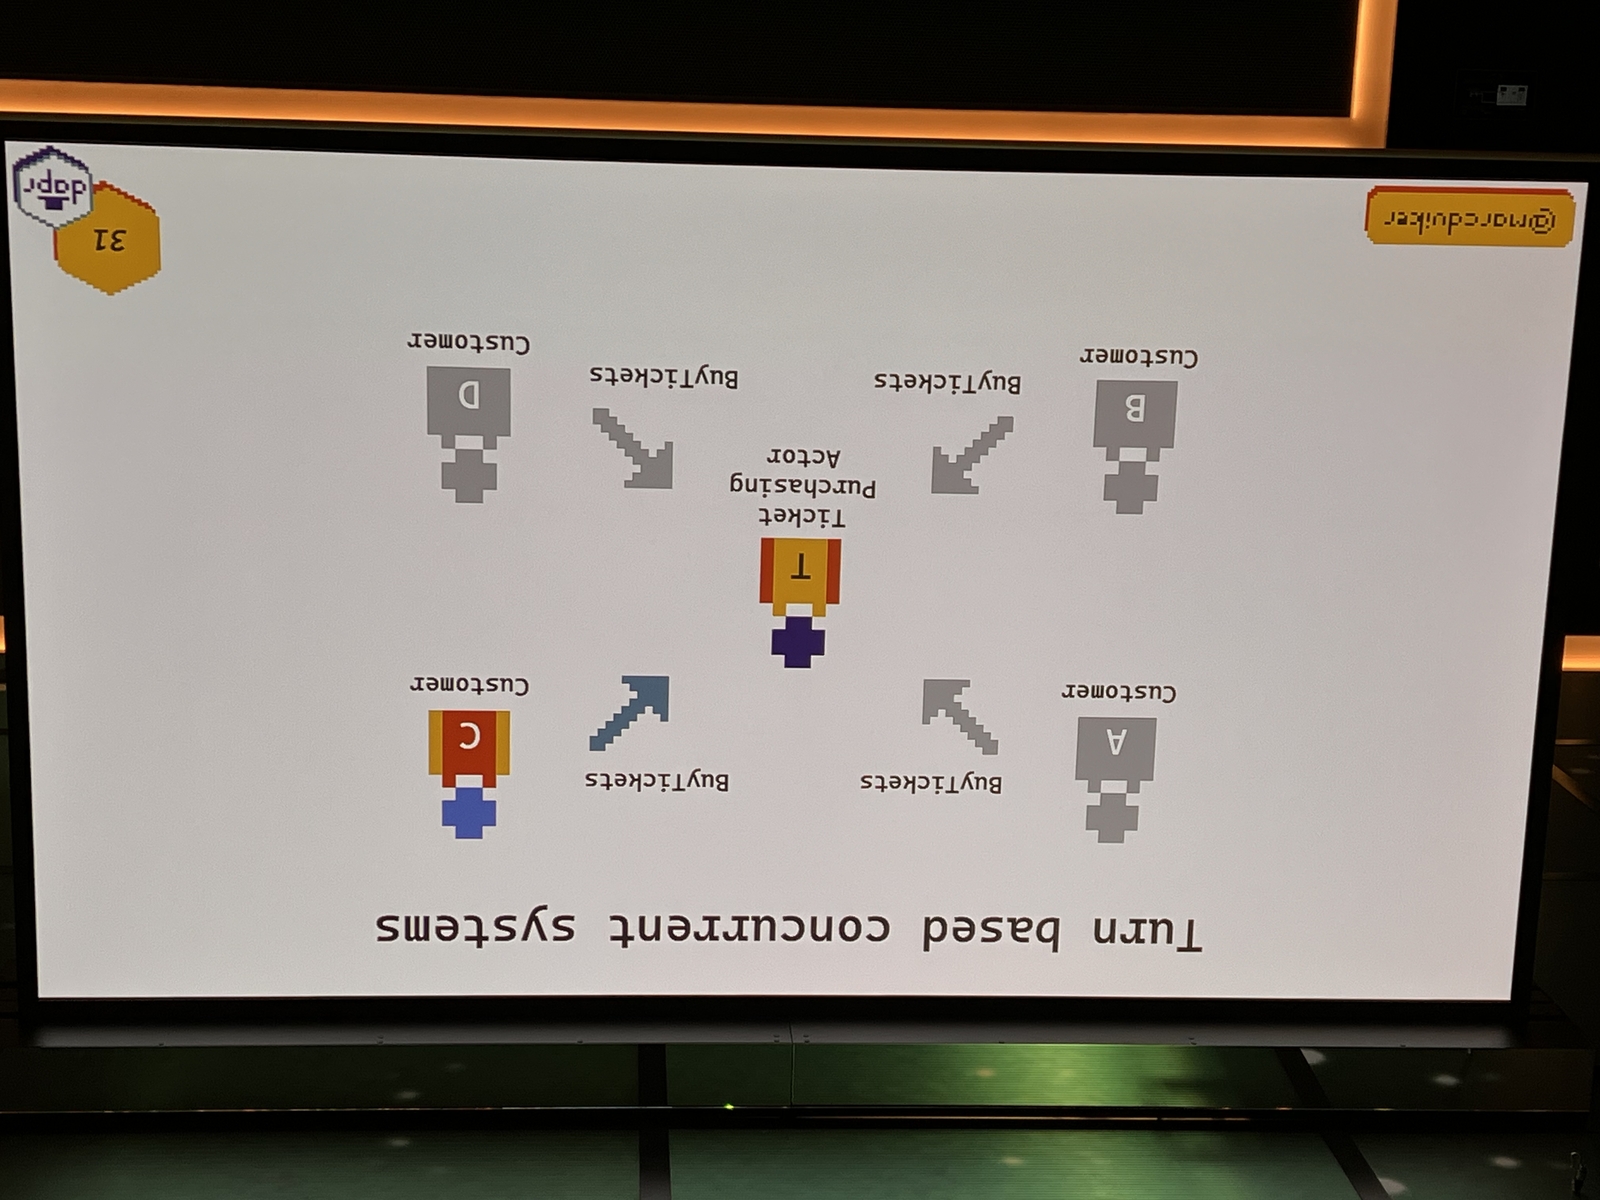 Turn based concurrent systems
A
Customer
BuyTickets
BuyTickets
C
Customer
T
Ticket
Purchasing
Actor
B
Customer
BuyTickets
BuyTickets
D
Customer
@marcduiker
31
dapr